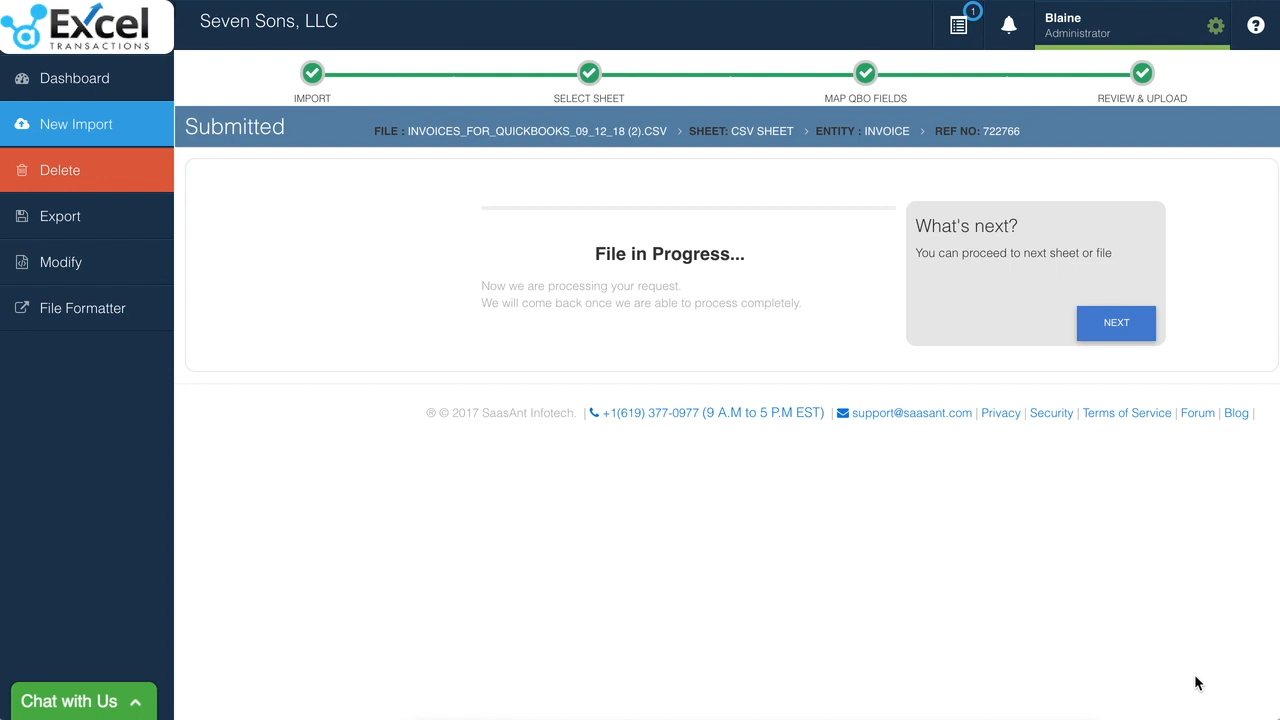 Excel
TRANSACTIONS
Seven Sons, LLC
1
Blaine
Administrator
Dashboard
New Import
Delete
Export
Modify
File Formatter
IMPORT
SELECT SHEET
MAP QBO FIELDS
REVIEW & UPLOAD
Submitted
FILE : INVOICES_FOR_QUICKBOOKS_09_12_18 (2).CSV > SHEET: CSV SHEET > ENTITY : INVOICE > REF NO: 722766
File in Progress...
Now we are processing your request.
We will come back once we are able to process completely.
What's next?
You can proceed to next sheet or file
NEXT
® © 2017 SaasAnt Infotech. | +1(619) 377-0977 (9 A.M to 5 P.M EST) | support@saasant.com | Privacy | Security | Terms of Service | Forum | Blog |
Chat with Us